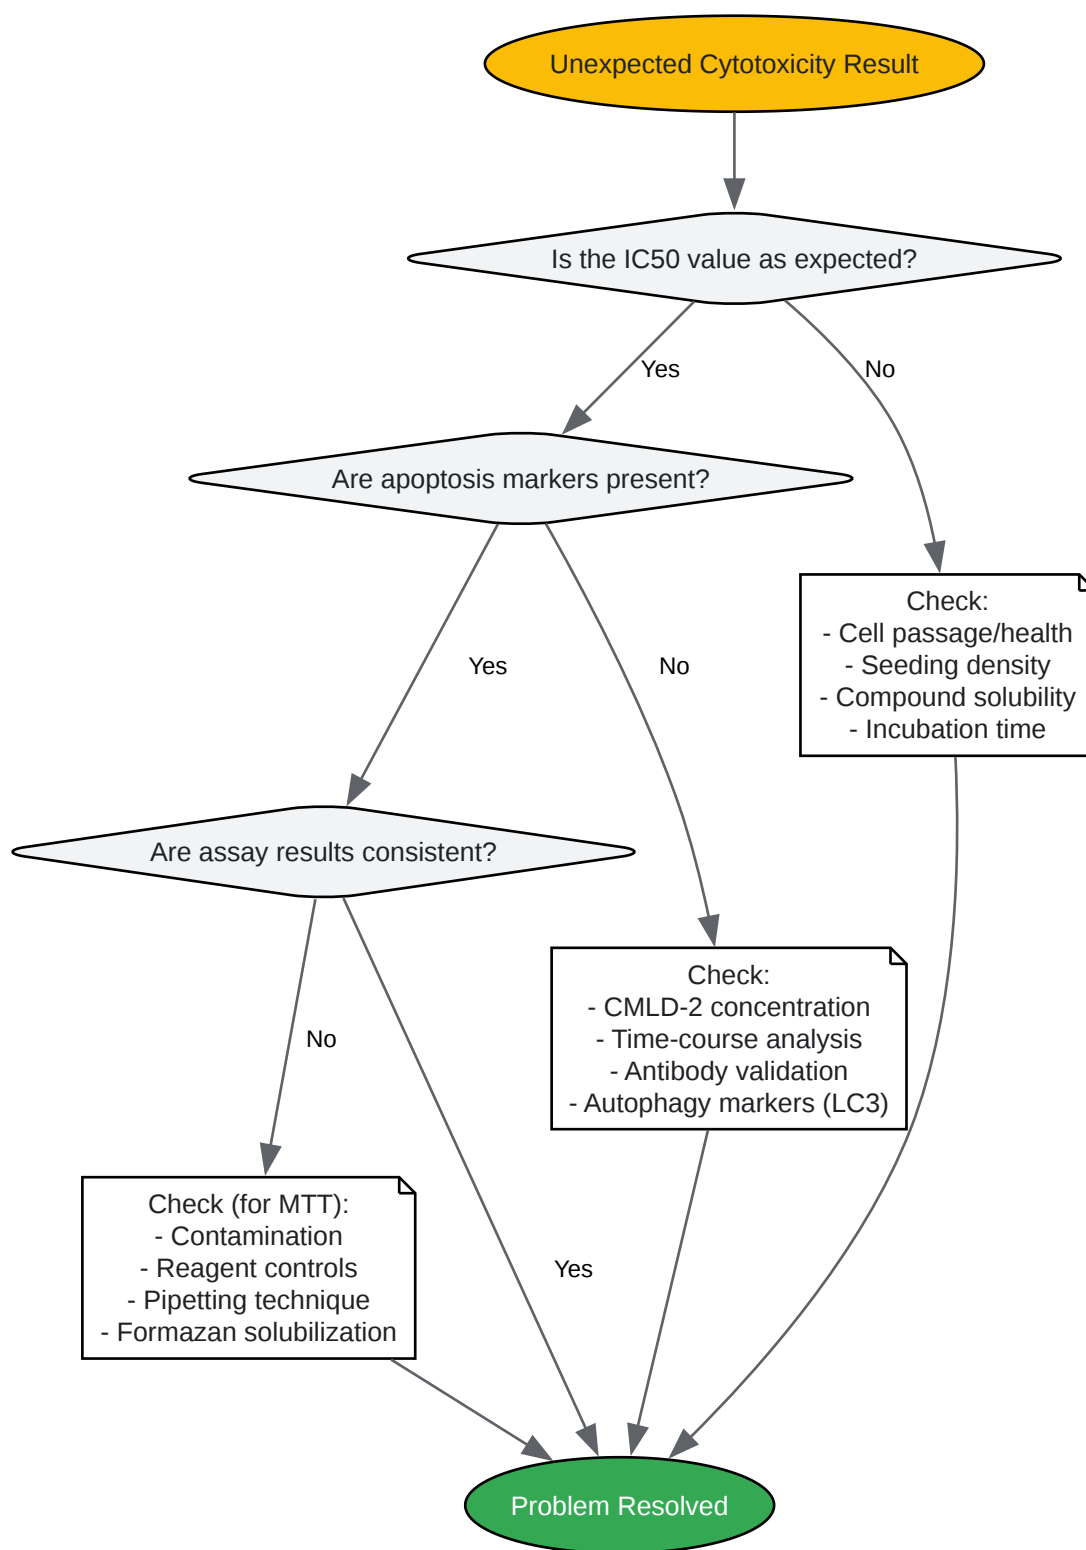 Unexpected Cytotoxicity Result
Is the IC50 value as expected?
Yes
No
Are apoptosis markers present?
Check:
- Cell passage/health
- Seeding density
- Compound solubility
- Incubation time
Yes
No
Are assay results consistent?
Check:
- CMLD-2 concentration
- Time-course analysis
- Antibody validation
- Autophagy markers (LC3)
No
Check (for MTT):
- Contamination
- Reagent controls
- Pipetting technique
- Formazan solubilization
Yes
Problem Resolved